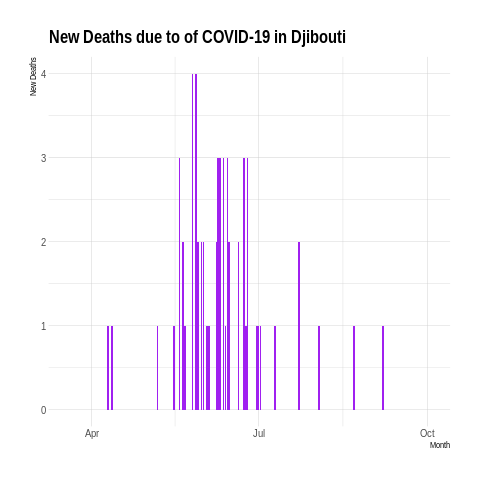 New Deaths due to of COVID-19 in Djibouti
New Deaths
4
3
2
1
0
Apr
Jul
Oct
Month